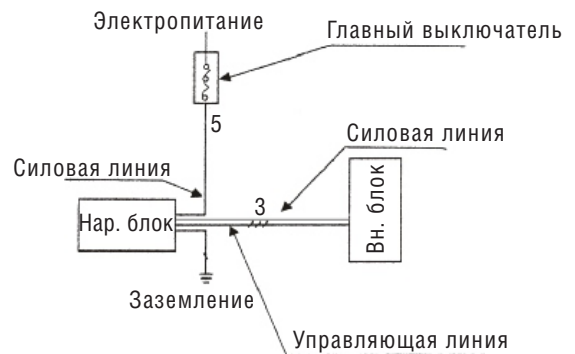 Электропитание
Главный выключатель
5
Силовая линия
Силовая линия
3
Нар. блок
Вн. блок
Заземление
Управляющая линия